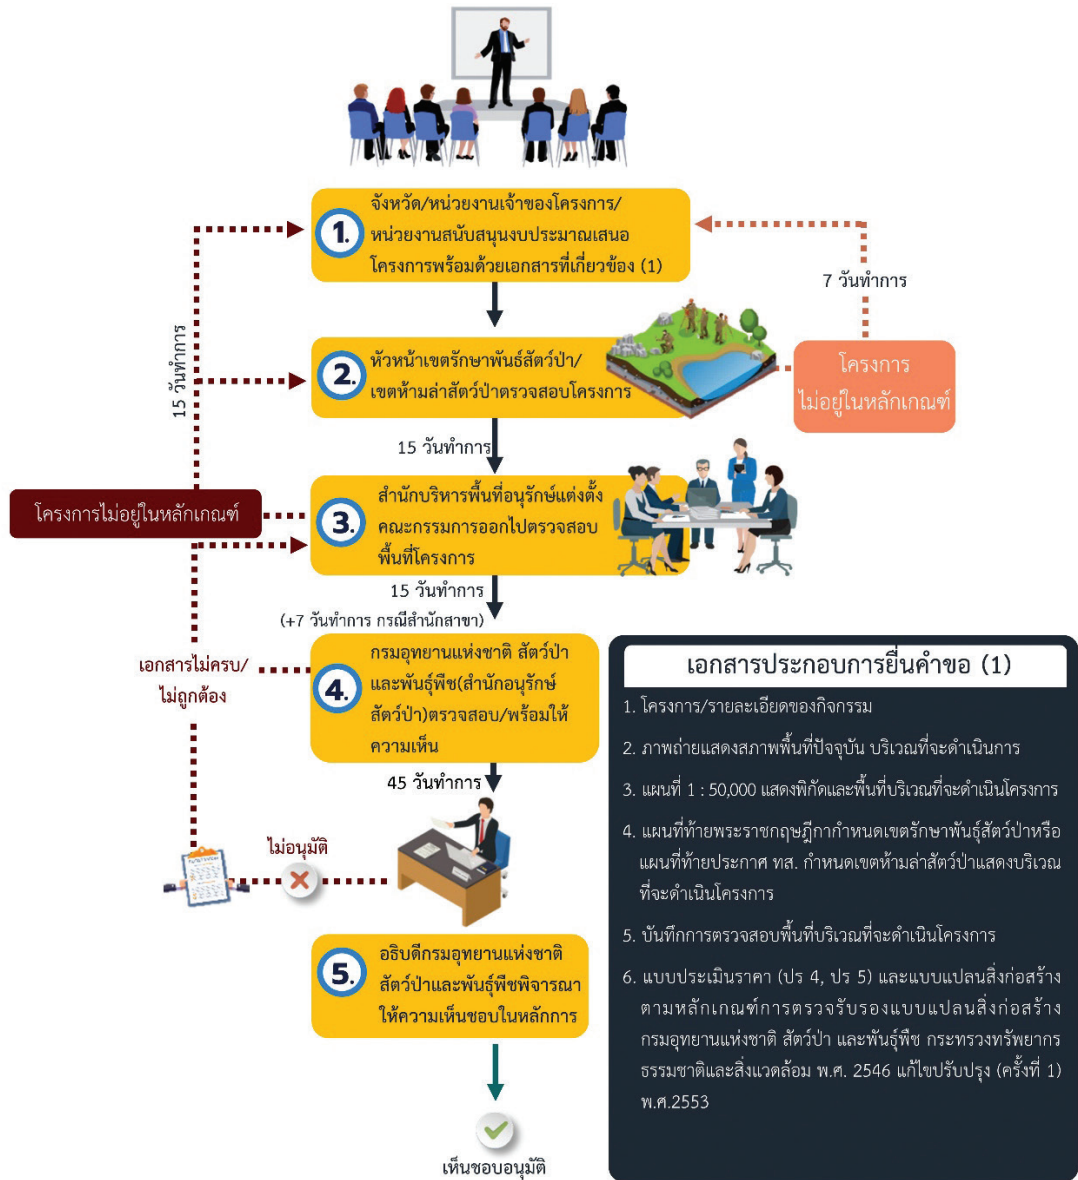 1.
จังหวัด/หน่วยงานเจ้าของโครงการ/
หน่วยงานสนับสนุนงบประมาณเสนอ
โครงการพร้อมด้วยเอกสารที่เกี่ยวข้อง (1)
7 วันทำการ
15 วันทำการ
2.
หัวหน้าเขตรักษาพันธุ์สัตว์ป่า/
เขตห้ามล่าสัตว์ป่าตรวจสอบโครงการ
โครงการ
ไม่อยู่ในหลักเกณฑ์
15 วันทำการ
โครงการไม่อยู่ในหลักเกณฑ์
3.
สำนักบริหารพื้นที่อนุรักษ์แต่งตั้ง
คณะกรรมการออกไปตรวจสอบ
พื้นที่โครงการ
15 วันทำการ
(+7 วันทำการ กรณีสำนักสาขา)
เอกสารไม่ครบ/
ไม่ถูกต้อง
4.
กรมอุทยานแห่งชาติ สัตว์ป่า
และพันธุ์พืช(สำนักอนุรักษ์
สัตว์ป่า)ตรวจสอบ/พร้อมให้
ความเห็น
45 วันทำการ
ไม่อนุมัติ
5.
อธิบดีกรมอุทยานแห่งชาติ
สัตว์ป่าและพันธุ์พืชพิจารณา
ให้ความเห็นชอบในหลักการ
เห็นชอบอนุมัติ
เอกสารประกอบการยื่นคำขอ (1)
1. โครงการ/รายละเอียดของกิจกรรม
2. ภาพถ่ายแสดงสภาพพื้นที่ปัจจุบัน บริเวณที่จะดำเนินการ
3. แผนที่ 1 : 50,000 แสดงพิกัดและพื้นที่บริเวณที่จะดำเนินโครงการ
4. แผนที่ท้ายพระราชกฤษฎีกากำหนดเขตรักษาพันธุ์สัตว์ป่าหรือ
แผนที่ท้ายประกาศ ทส. กำหนดเขตห้ามล่าสัตว์ป่าแสดงบริเวณ
ที่จะดำเนินโครงการ
5. บันทึกการตรวจสอบพื้นที่บริเวณที่จะดำเนินโครงการ
6. แบบประเมินราคา (ปร 4, ปร 5) และแบบแปลนสิ่งก่อสร้าง
ตามหลักเกณฑ์การตรวจรับรองแบบแปลนสิ่งก่อสร้าง
กรมอุทยานแห่งชาติ สัตว์ป่า และพันธุ์พืช กระทรวงทรัพยากร
ธรรมชาติและสิ่งแวดล้อม พ.ศ. 2546 แก้ไขปรับปรุง (ครั้งที่ 1)
พ.ศ.2553